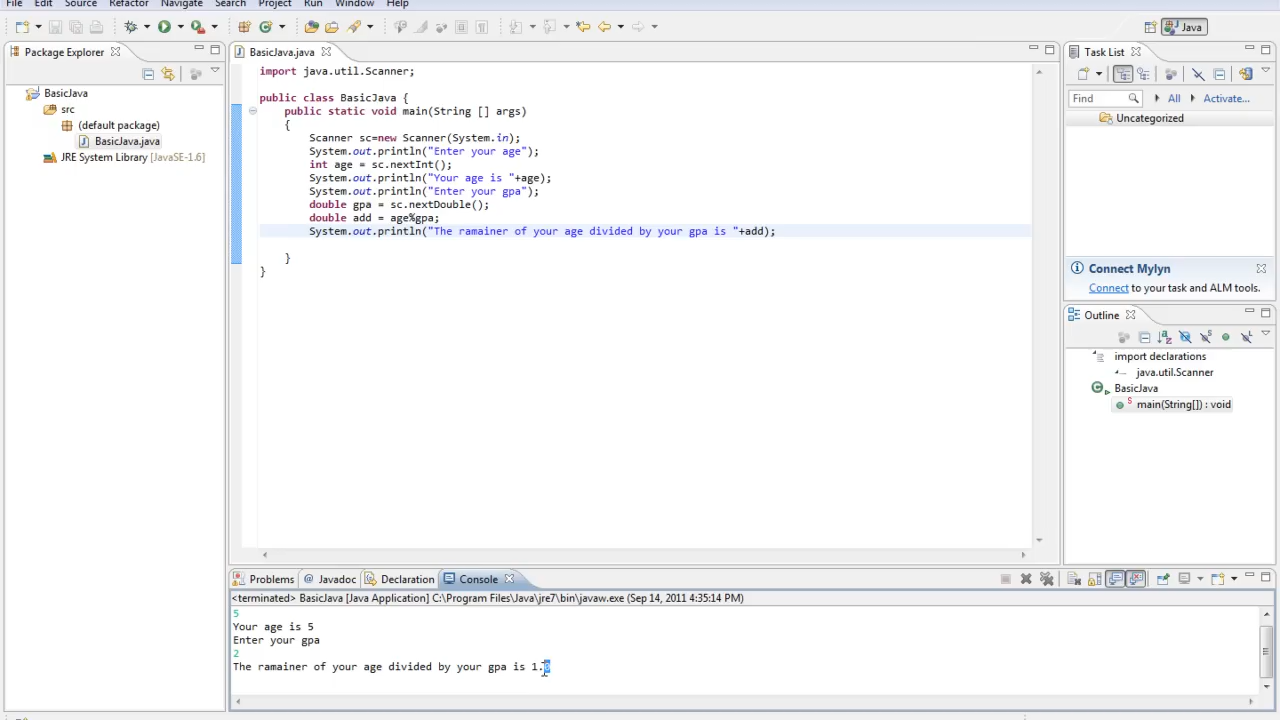 File Edit Source Refactor Navigate Search Project Run Window Help
Java
Package Explorer
BasicJava
src
(default package)
BasicJava.java
JRE System Library [JavaSE-1.6]
BasicJava.java
import java.util.Scanner;
public class BasicJava {
public static void main(String [] args)
{
Scanner sc=new Scanner(System.in);
System.out.println("Enter your age");
int age = sc.nextInt();
System.out.println("Your age is "+age);
System.out.println("Enter your gpa");
double gpa = sc.nextDouble();
double add = age%gpa;
System.out.println("The ramainer of your age divided by your gpa is "+add);
}
}
Task List
Find All Activate...
Uncategorized
Connect Mylyn
Connect to your task and ALM tools.
Outline
import declarations
java.util.Scanner
BasicJava
main(String[]) : void
Problems Javadoc Declaration Console
<terminated> BasicJava [Java Application] C:\Program Files\Java\jre7\bin\javaw.exe (Sep 14, 2011 4:35:14 PM)
5
Your age is 5
Enter your gpa
2
The ramainer of your age divided by your gpa is 1.0